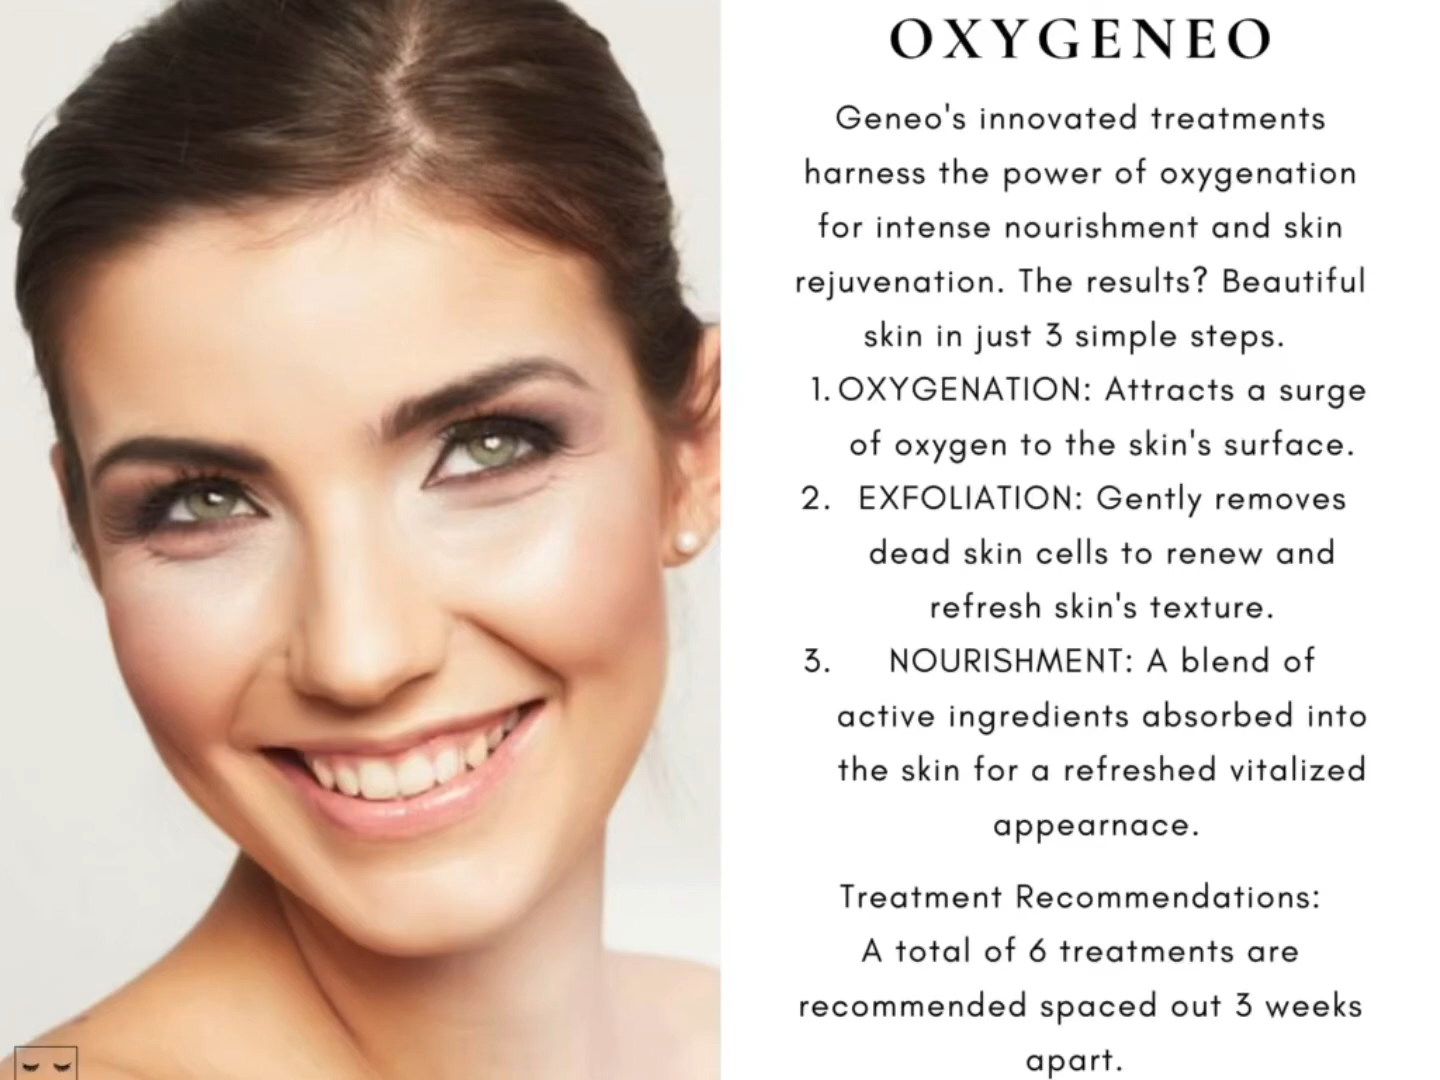 OXYGENEO
Geneo's innovated treatments
harness the power of oxygenation
for intense nourishment and skin
rejuvenation. The results? Beautiful
skin in just 3 simple steps.
1. OXYGENATION: Attracts a surge
of oxygen to the skin's surface.
2. EXFOLIATION: Gently removes
dead skin cells to renew and
refresh skin's texture.
3. NOURISHMENT: A blend of
active ingredients absorbed into
the skin for a refreshed vitalized
appearnace.
Treatment Recommendations:
A total of 6 treatments are
recommended spaced out 3 weeks
apart.